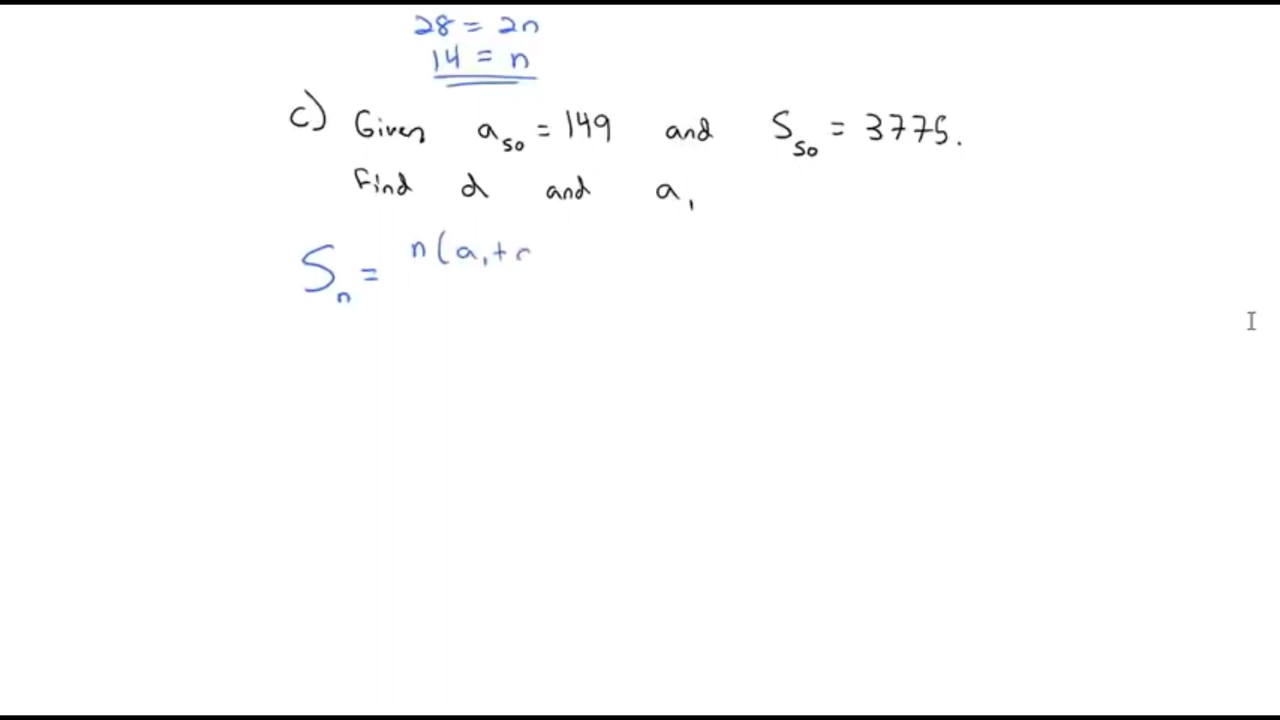 28 = 2n
14 = n
c) Given a₅₀ = 149 and S₅₀ = 3775.
Find d and a₁
Sₙ = n(a₁+